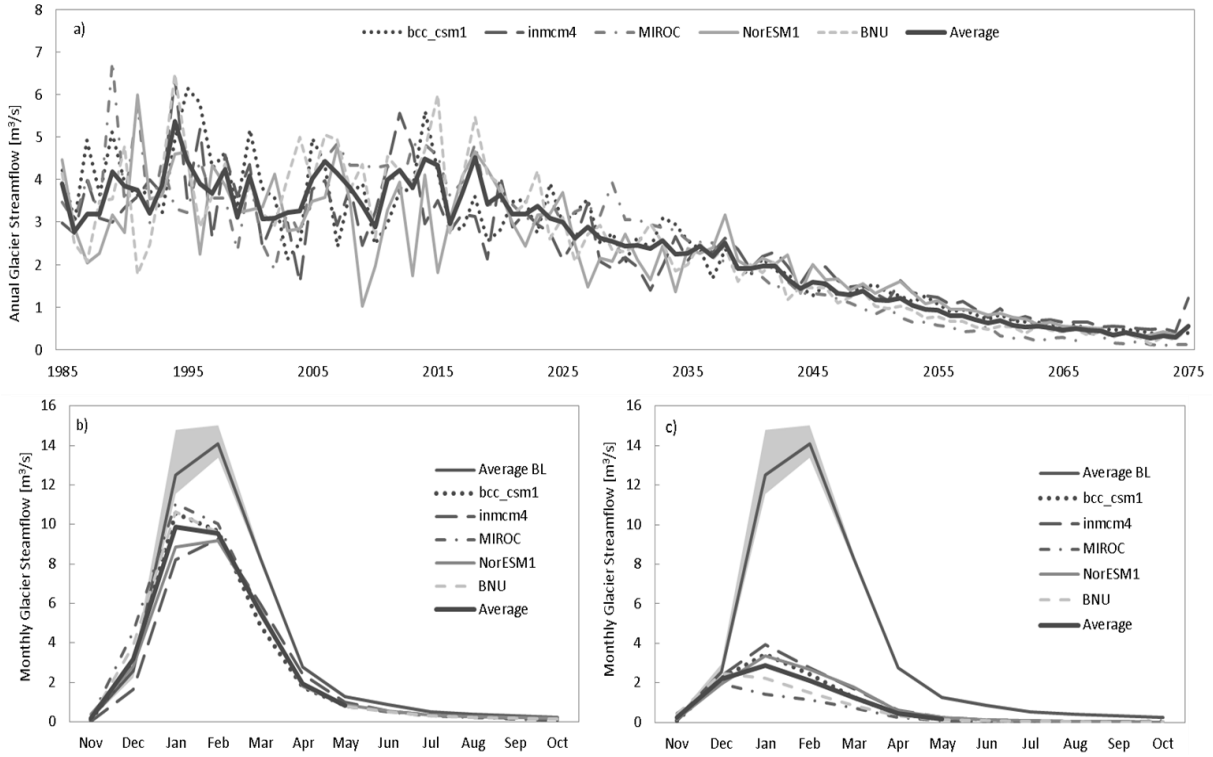 a)
bcc_csm1 inmcm4 MIROC NorESM1 BNU Average
Anual Glacier Streamflow [m³/s]
8
7
6
5
4
3
2
1
0
1985 1995 2005 2015 2025 2035 2045 2055 2065 2075
b)
Monthly Glacier Steamflow [m³/s]
16
14
12
10
8
6
4
2
0
Average BL
bcc_csm1
inmcm4
MIROC
NorESM1
BNU
Average
Nov Dec Jan Feb Mar Apr May Jun Jul Aug Sep Oct
c)
Monthly Glacier Streamflow [m³/s]
16
14
12
10
8
6
4
2
0
Average BL
bcc_csm1
inmcm4
MIROC
NorESM1
BNU
Average
Nov Dec Jan Feb Mar Apr May Jun Jul Aug Sep Oct